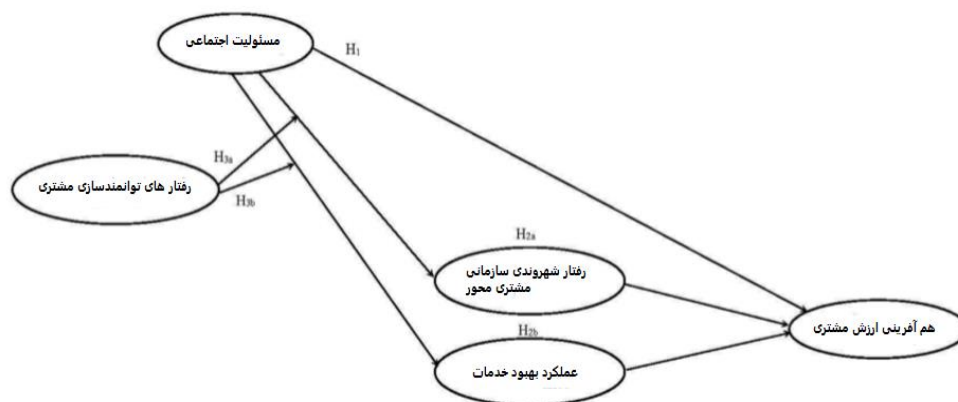 مسئولیت اجتماعی
H1
H3a
رفتار های توانمندسازی مشتری
H3b
H2a
رفتار شهروندی سازمانی
مشتری محور
هم آفرینی ارزش مشتری
H2b
عملکرد بهبود خدمات